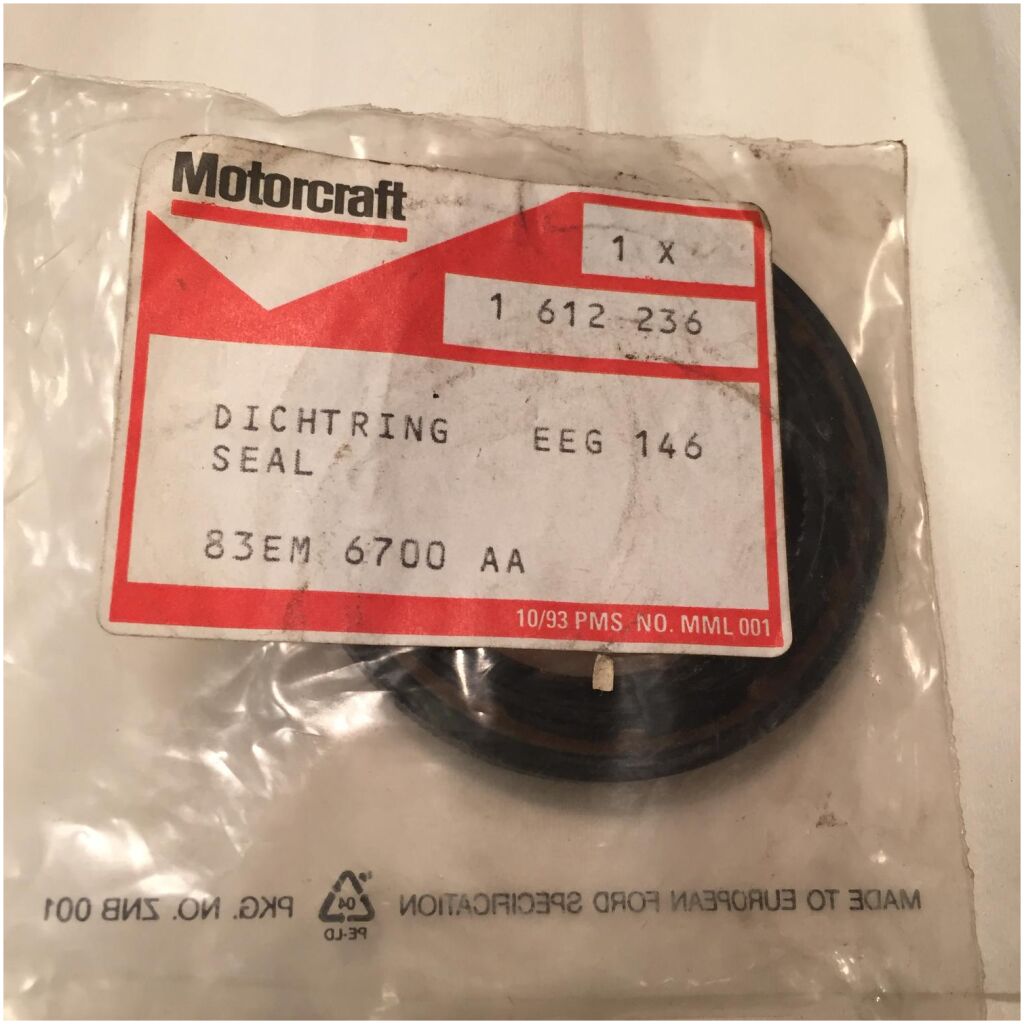 Motorcraft
1 X
1 612 236
DICHTRING EEG 146
SEAL
83EM 6700 AA
10/93 PMS NO. MML 001
MADE TO EUROPEAN FORD SPECIFICATION 04 PKG. NO. ZNB 001
PE-LD